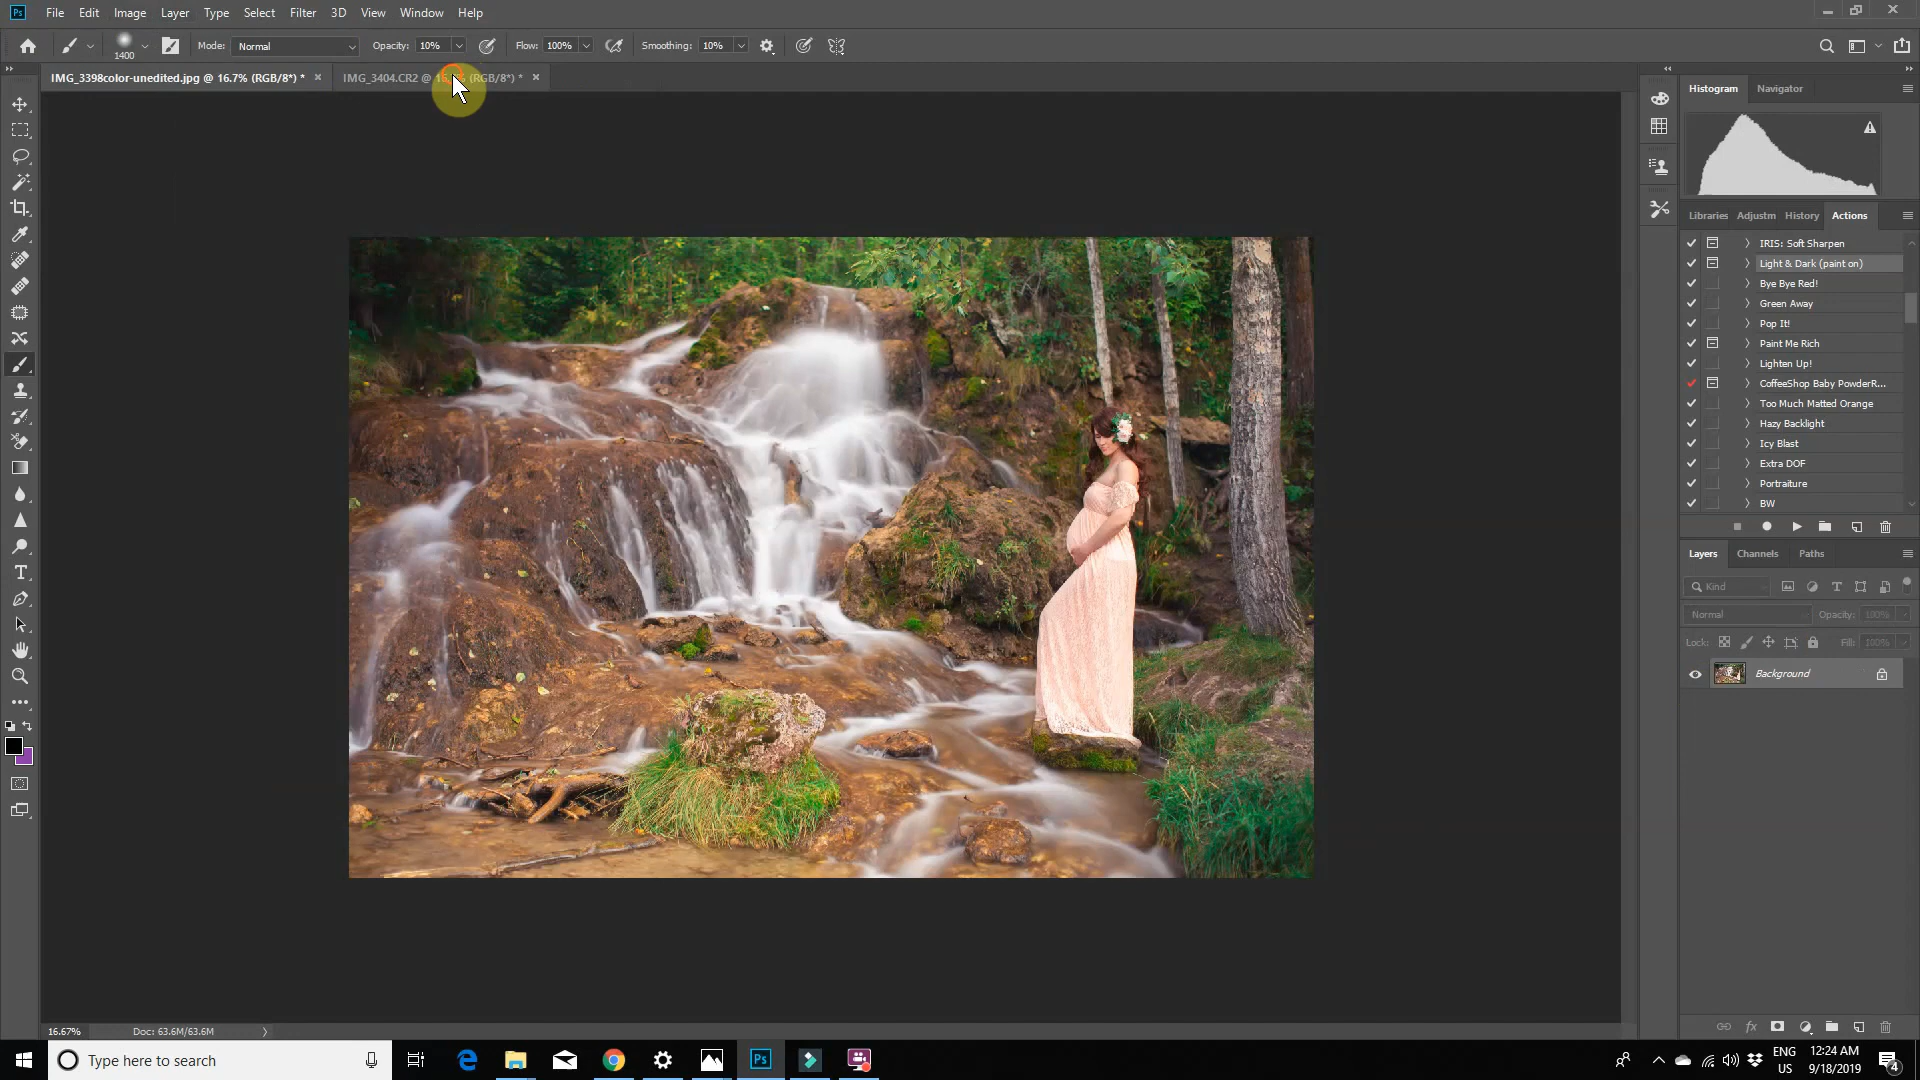 Ps File Edit Image Layer Type Select Filter 3D View Window Help
1400 Mode: Normal Opacity: 10% Flow: 100% Smoothing: 10%
IMG_3398color-unedited.jpg @ 16.7% (RGB/8*) * × IMG_3404.CR2 @ (RGB/8*) * ×
Histogram Navigator
Libraries Adjustm History Actions
IRIS: Soft Sharpen
Light & Dark (paint on)
Bye Bye Red!
Green Away
Pop It!
Paint Me Rich
Lighten Up!
CoffeeShop Baby PowderR...
Too Much Matted Orange
Hazy Backlight
Icy Blast
Extra DOF
Portraiture
BW
Layers Channels Paths
Kind
Normal Opacity: 100%
Lock: Fill: 100%
Background
16.67% Doc: 63.6M/63.6M
Type here to search
ENG 12:24 AM
US 9/18/2019
4